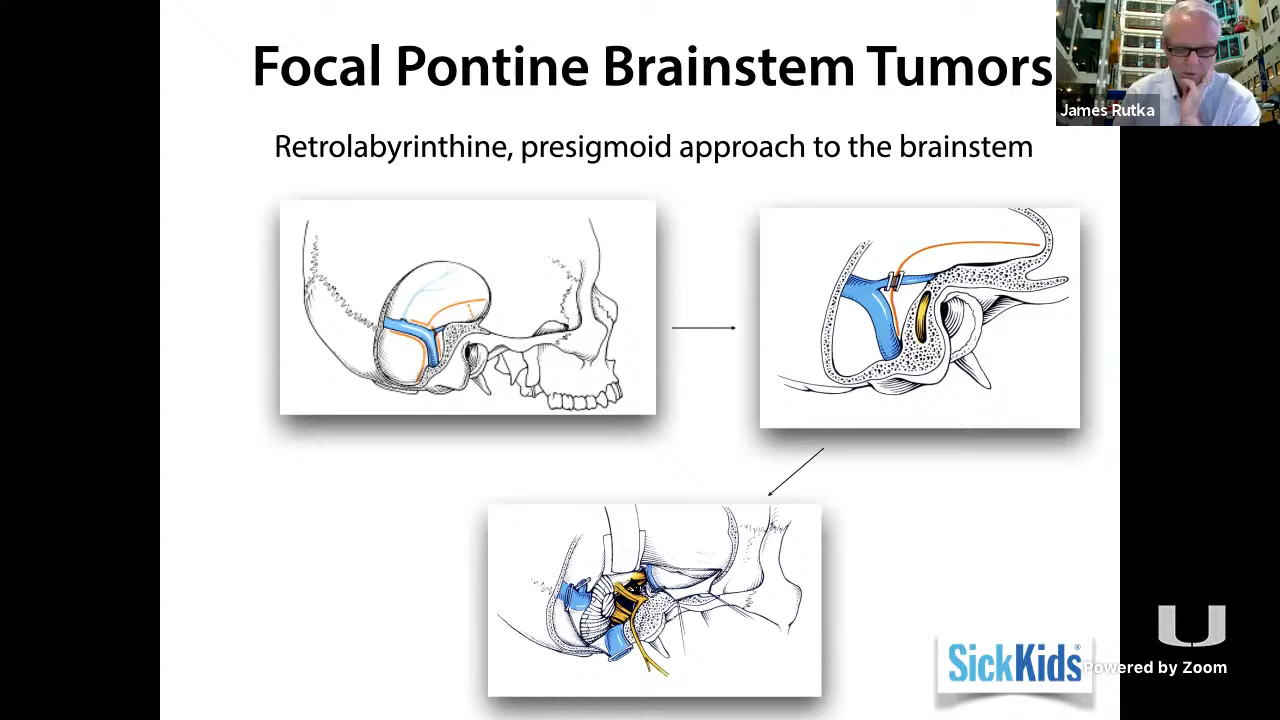 Focal Pontine Brainstem Tumors
James Rutka
Retrolabyrinthine, presigmoid approach to the brainstem
SickKids®
U
Powered by Zoom